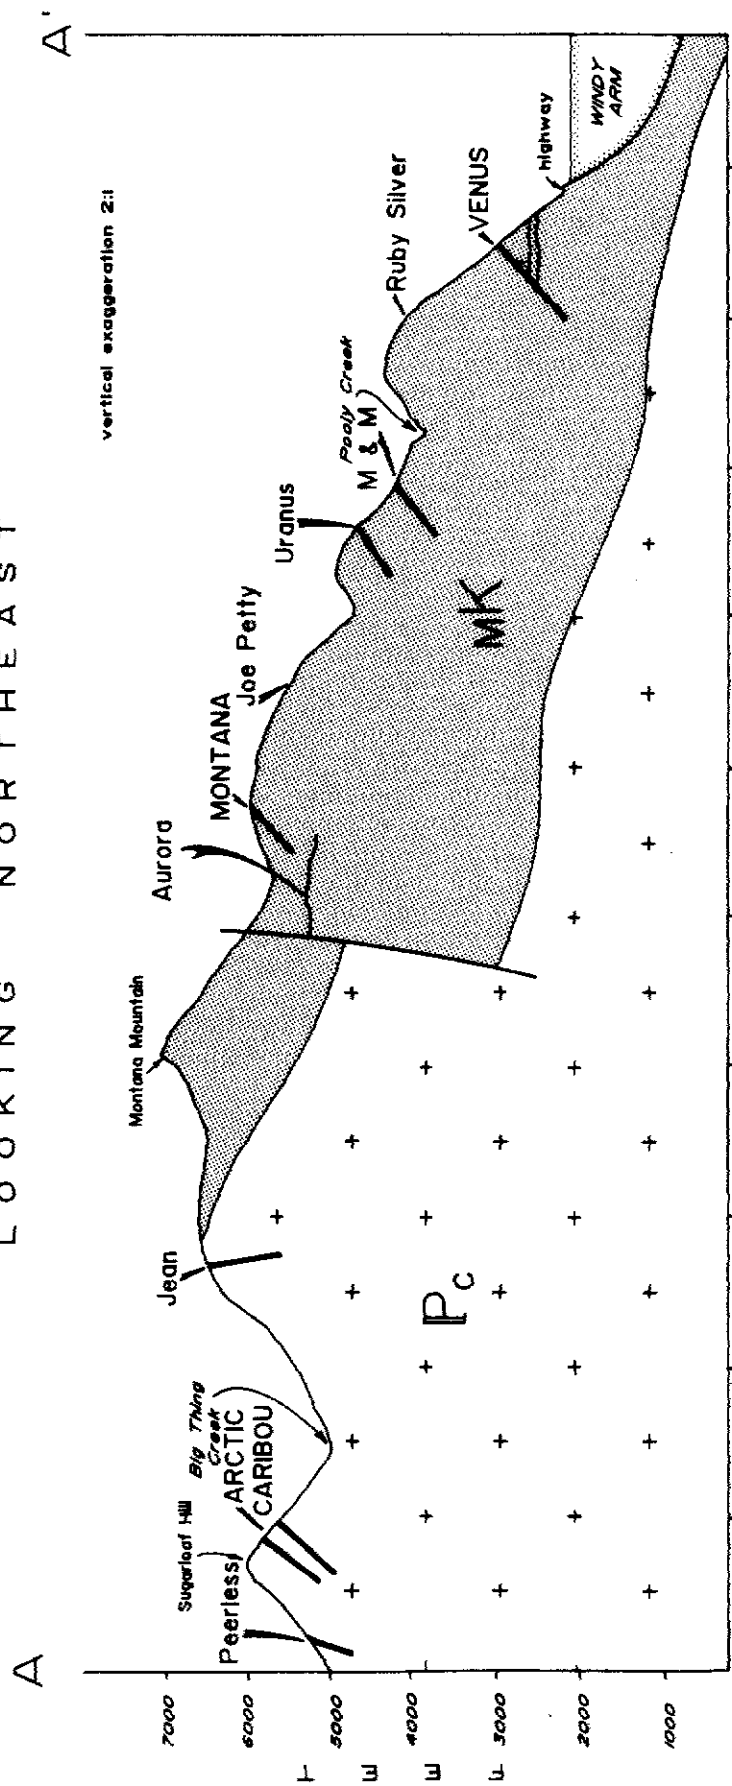 LOOKING NORTHEAST
A
A'
vertical exaggeration 2:1
Peerless
Sugarloaf Hill
Big Thing
Creek
ARCTIC
CARIBOU
Jean
Montana Mountain
Aurora
MONTANA
Joe Petty
Uranus
M & M
Pooly Creek
Ruby Silver
VENUS
highway
WINDY
ARM
Pc
MK
7000
6000
5000
4000
3000
2000
1000
FEET